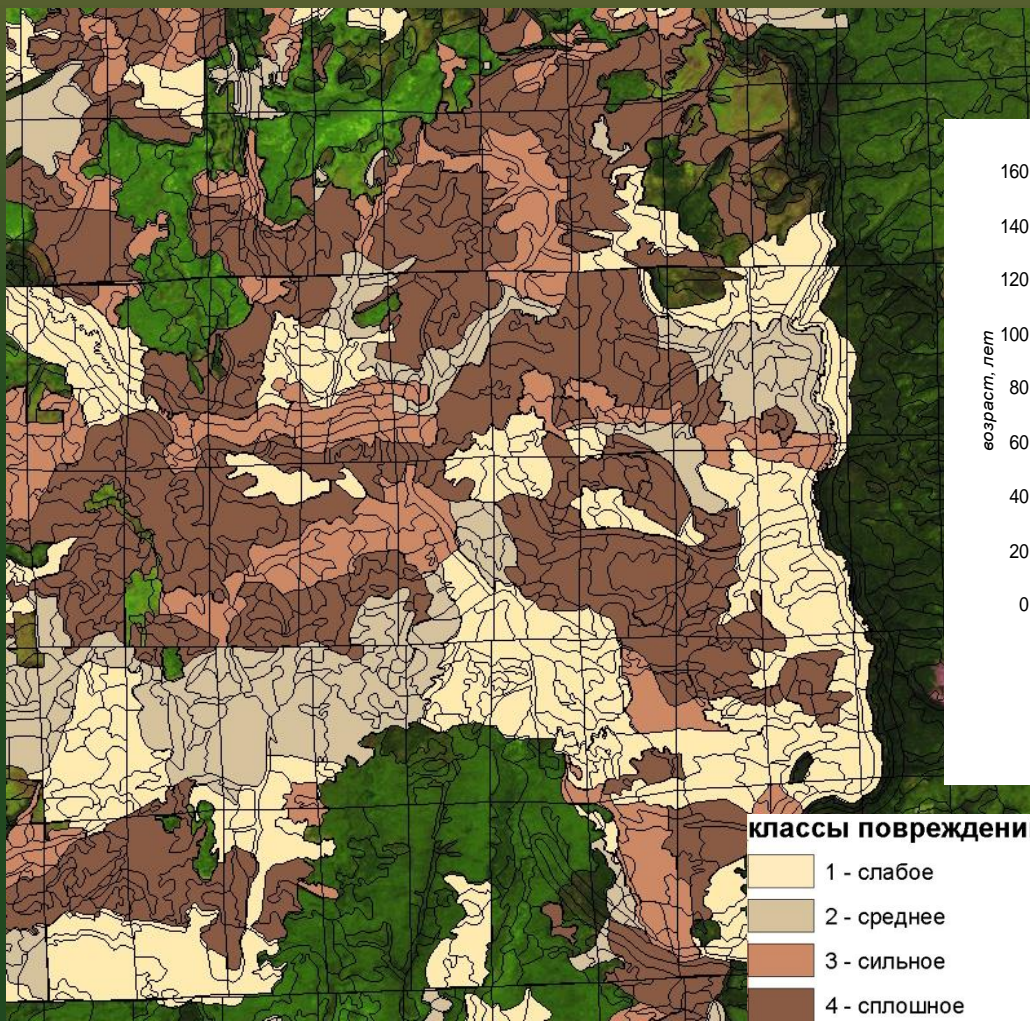 160
140
120
100
80
60
40
20
0
возраст, лет
классы повреждени
1 - слабое
2 - среднее
3 - сильное
4 - сплошное